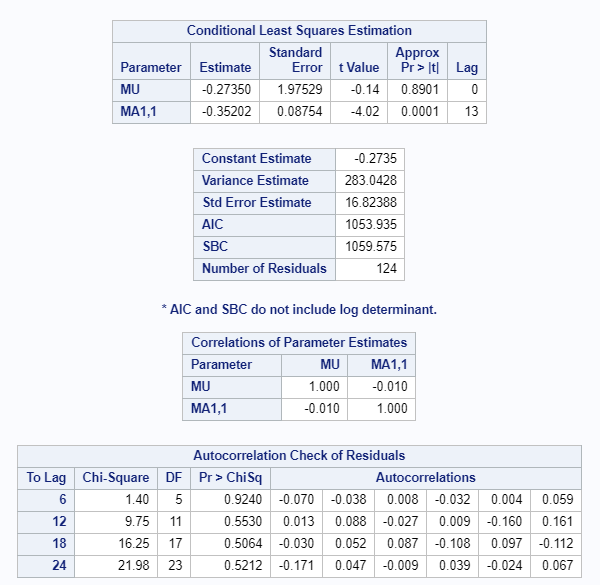 Conditional Least Squares Estimation
Parameter Estimate Standard Error t Value Approx Pr > |t| Lag
MU -0.27350 1.97529 -0.14 0.8901 0
MA1,1 -0.35202 0.08754 -4.02 0.0001 13
Constant Estimate -0.2735
Variance Estimate 283.0428
Std Error Estimate 16.82388
AIC 1053.935
SBC 1059.575
Number of Residuals 124
* AIC and SBC do not include log determinant.
Correlations of Parameter Estimates
Parameter MU MA1,1
MU 1.000 -0.010
MA1,1 -0.010 1.000
Autocorrelation Check of Residuals
To Lag Chi-Square DF Pr > ChiSq Autocorrelations
6 1.40 5 0.9240 -0.070 -0.038 0.008 -0.032 0.004 0.059
12 9.75 11 0.5530 0.013 0.088 -0.027 0.009 -0.160 0.161
18 16.25 17 0.5064 -0.030 0.052 0.087 -0.108 0.097 -0.112
24 21.98 23 0.5212 -0.171 0.047 -0.009 0.039 -0.024 0.067